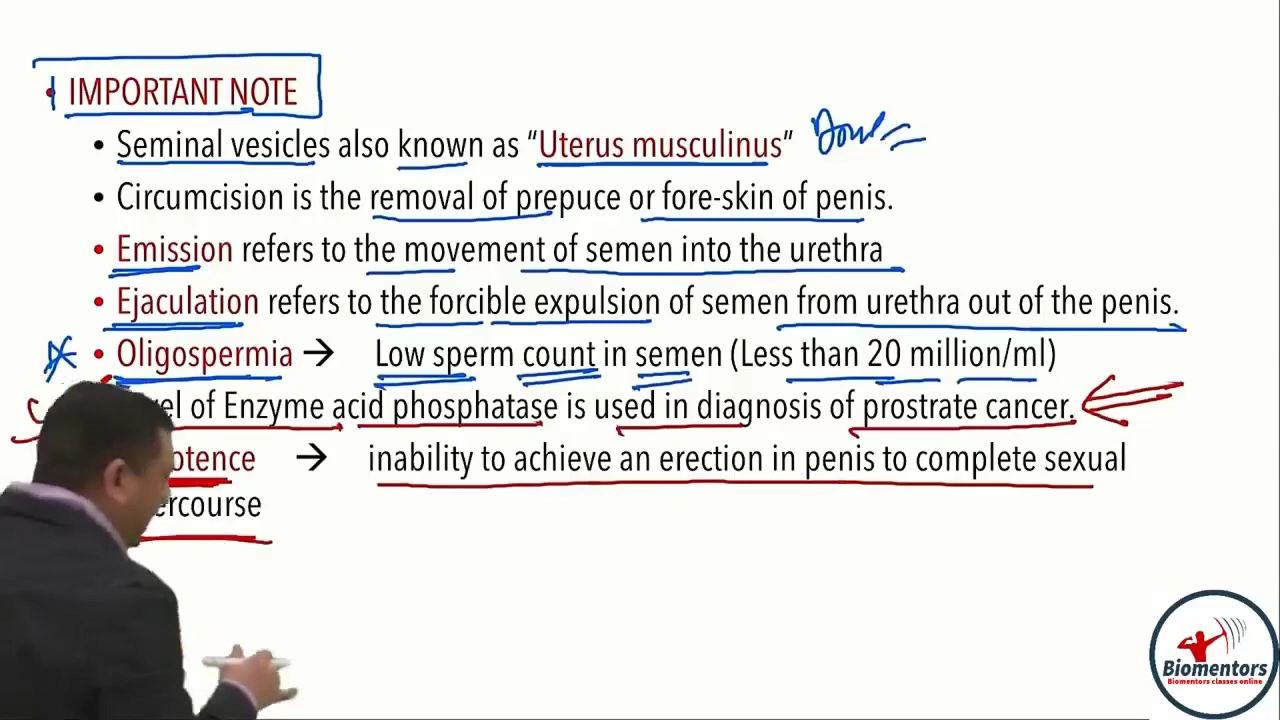 • IMPORTANT NOTE
• Seminal vesicles also known as “Uterus musculinus”
• Circumcision is the removal of prepuce or fore-skin of penis.
• Emission refers to the movement of semen into the urethra
• Ejaculation refers to the forcible expulsion of semen from urethra out of the penis.
• Oligospermia → Low sperm count in semen (Less than 20 million/ml)
of Enzyme acid phosphatase is used in diagnosis of prostrate cancer.
→ inability to achieve an erection in penis to complete sexual
Biomentors
Biomentors classes online